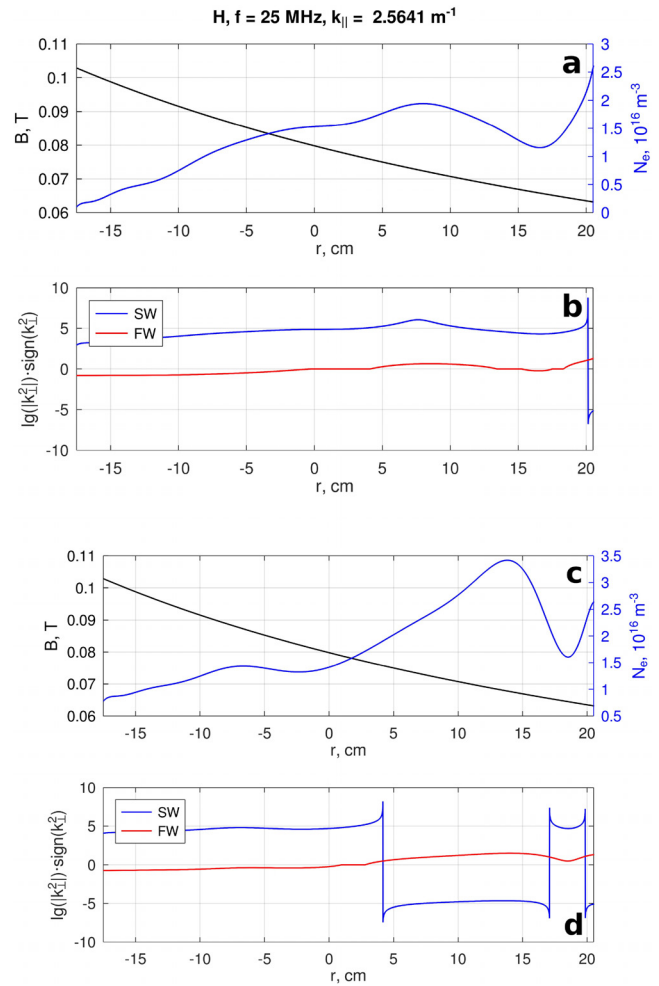 H, f = 25 MHz, k|| = 2.5641 m⁻¹
a
B, T
0.11
0.1
0.09
0.08
0.07
0.06
3
2.5
2
1.5
1
0.5
0
Nₑ, 10¹⁶ m⁻³
-15 -10 -5 0 5 10 15 20
r, cm
b
SW
FW
lg(|k²⊥|)·sign(k²⊥)
10
5
0
-5
-10
-15 -10 -5 0 5 10 15 20
r, cm
c
B, T
0.11
0.1
0.09
0.08
0.07
0.06
3.5
3
2.5
2
1.5
1
0.5
Nₑ, 10¹⁶ m⁻³
-15 -10 -5 0 5 10 15 20
r, cm
SW
FW
lg(|k²⊥|)·sign(k²⊥)
10
5
0
-5
-10
d
-15 -10 -5 0 5 10 15 20
r, cm